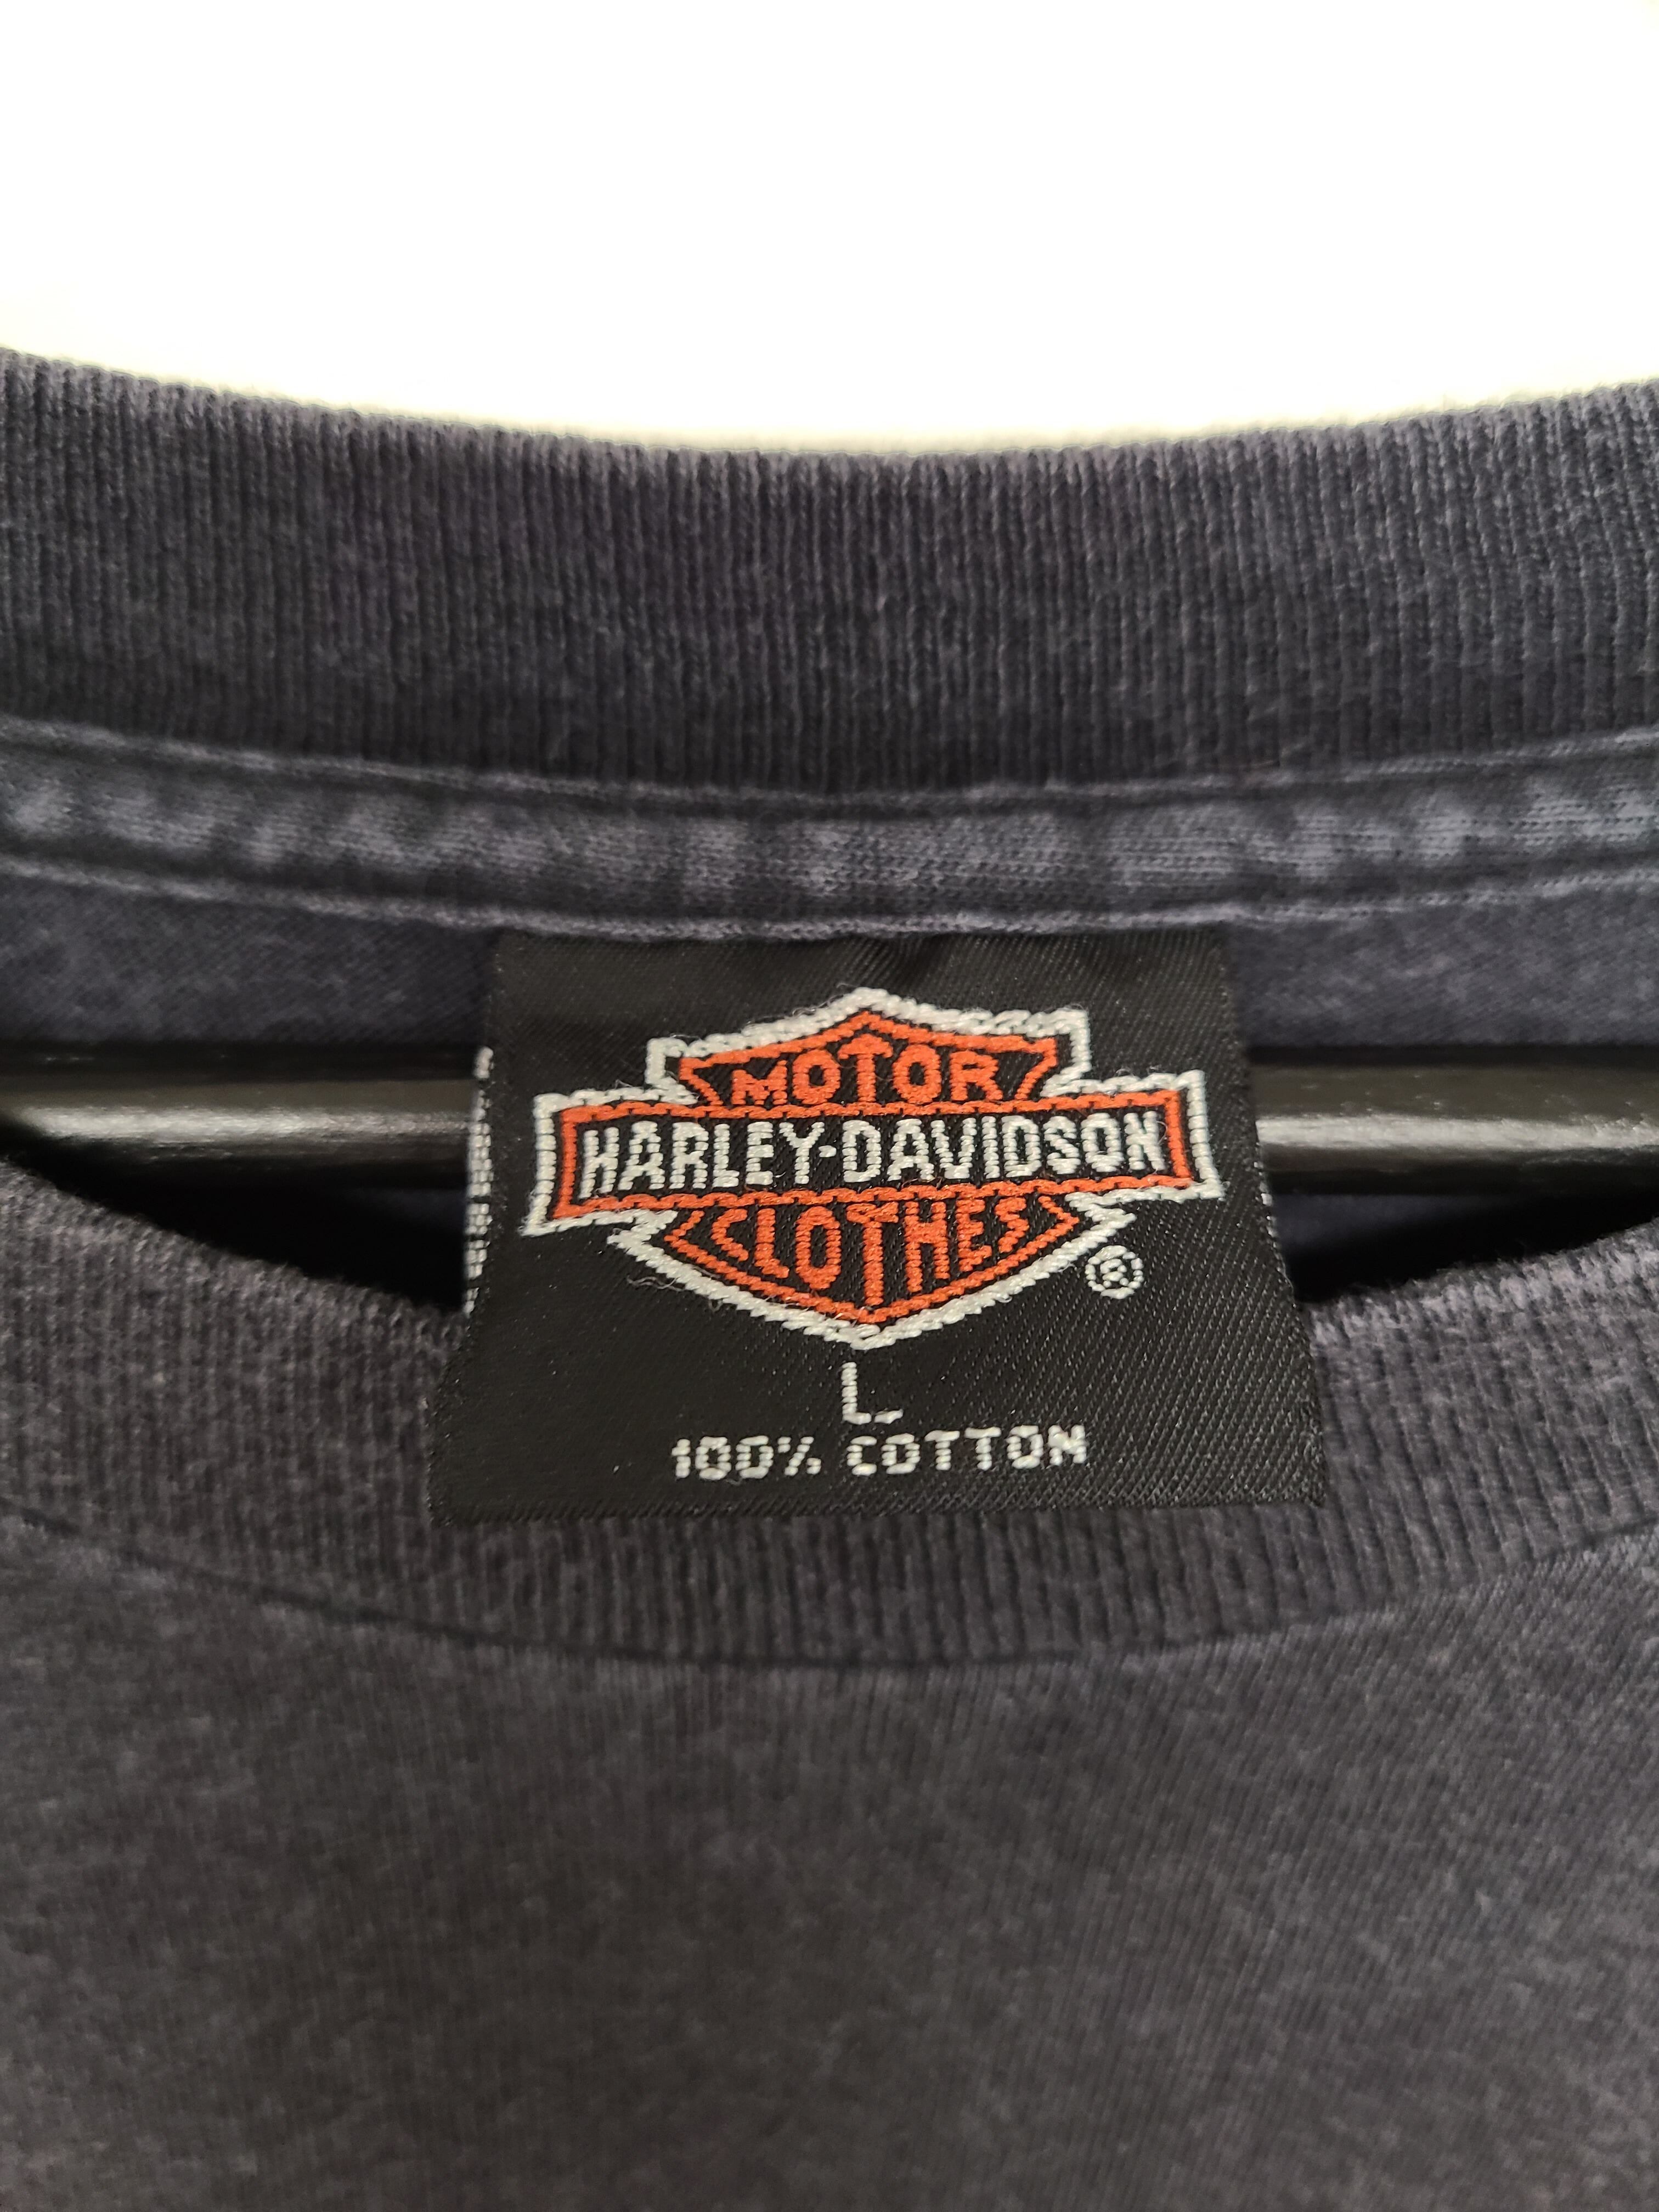 MOTOR
HARLEY-DAVIDSON
CLOTHES
®
L
100% COTTON